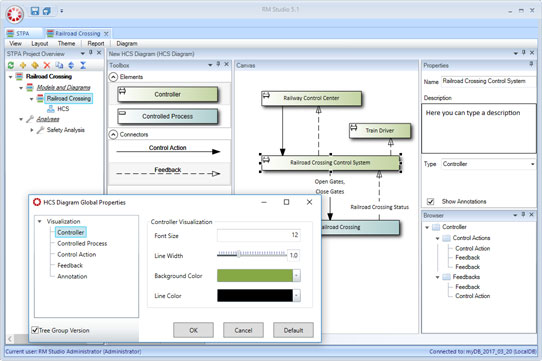 RM Studio 5.1
STPA
Railroad Crossing
View Layout Theme Report Diagram
STPA Project Overview
New HCS Diagram (HCS Diagram)
Railroad Crossing
Models and Diagrams
Railroad Crossing
HCS
Analyses
Safety Analysis
Toolbox
Elements
Controller
Controlled Process
Connectors
Control Action
Feedback
Canvas
Railway Control Center
Train Driver
Railroad Crossing Control System
Open Gates,
Close Gates
Railroad Crossing Status
Railroad Crossing
Properties
Name Railroad Crossing Control System
Description
Here you can type a description
Type Controller
Show Annotations
Browser
Controller
Control Actions
Control Action
Feedback
Feedback
Feedbacks
Feedback
Control Action
HCS Diagram Global Properties
Visualization
Controller
Controlled Process
Control Action
Feedback
Annotation
Tree Group Version
Controller Visualization
Font Size 12
Line Width 1.0
Background Color
Line Color
OK Cancel Default
Current user: RM Studio Administrator (Administrator)
Connected to: myDB_2017_03_20 (LocalDB)